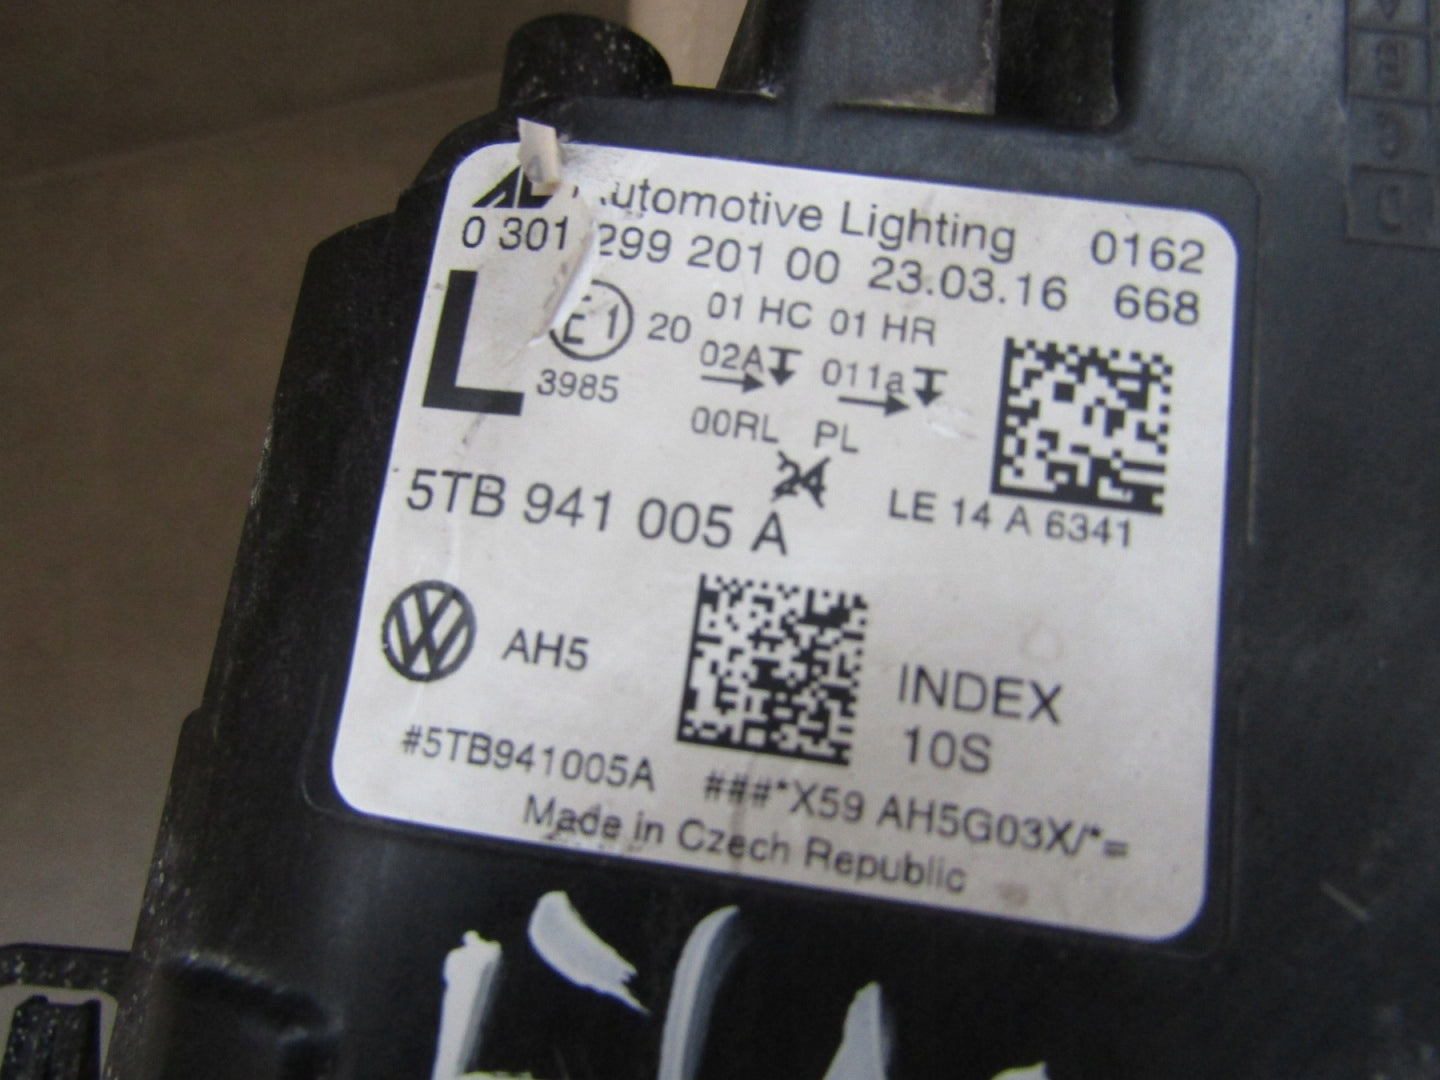 AL Automotive Lighting 0162
0 301 299 201 00 23.03.16 668
L E1 20 01 HC 01 HR
3985 02A 011a
00RL PL
24
5TB 941 005 A LE 14 A 6341
VW AH5 INDEX
10S
#5TB941005A ###*X59 AH5G03X/*=
Made in Czech Republic